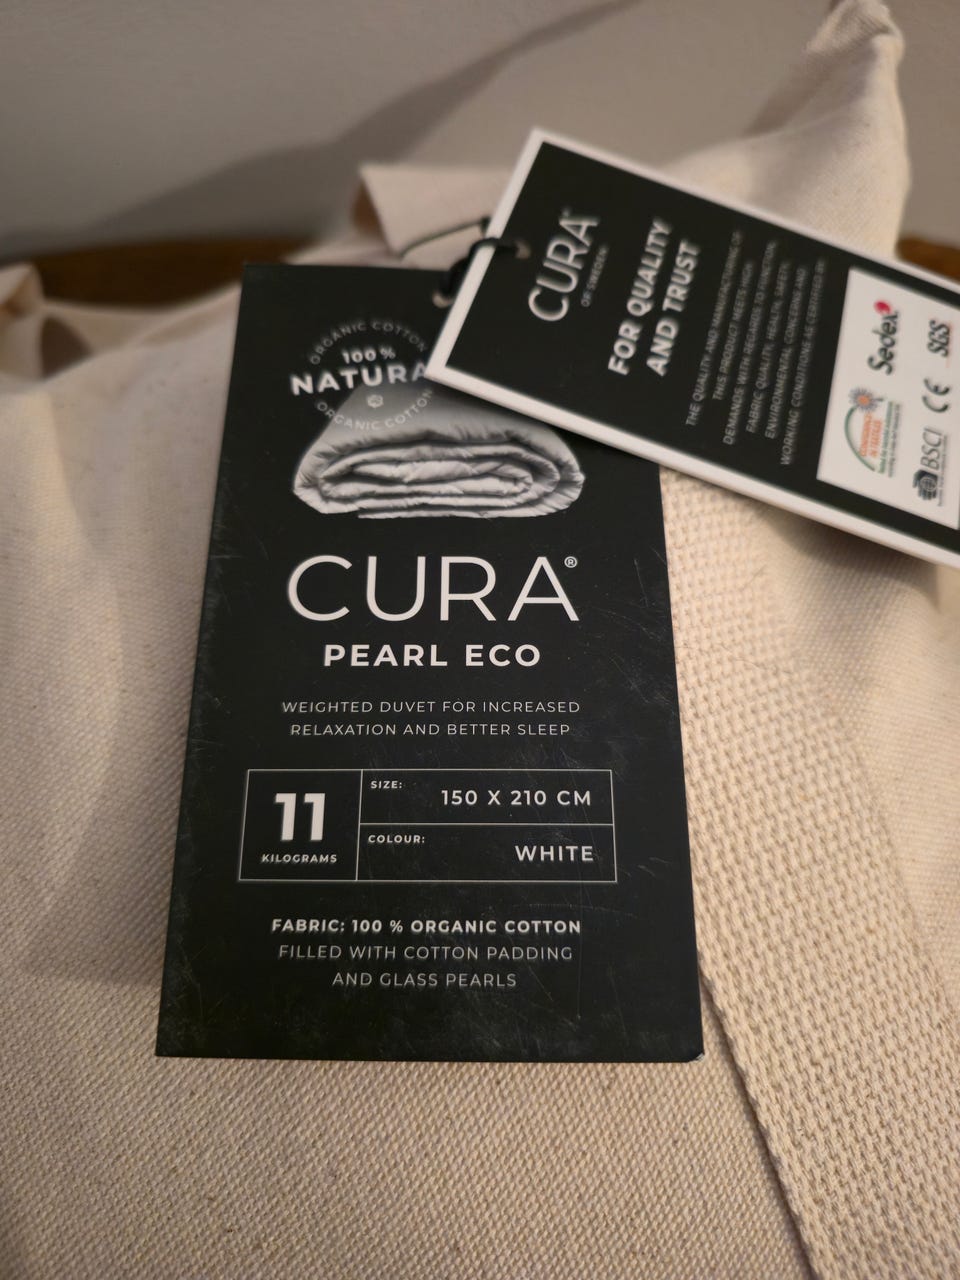 ORGANIC COTTON
100 %
NATURA
ORGANIC COTTON
CURA®
PEARL ECO
WEIGHTED DUVET FOR INCREASED
RELAXATION AND BETTER SLEEP
11
KILOGRAMS
SIZE:
150 X 210 CM
COLOUR:
WHITE
FABRIC: 100 % ORGANIC COTTON
FILLED WITH COTTON PADDING
AND GLASS PEARLS
CURA®
OF SWEDEN
FOR QUALITY
AND TRUST
THE QUALITY AND MANUFACTURING OF
THIS PRODUCT MEETS HIGH
DEMANDS WITH REGARDS TO FUNCTION,
FABRIC QUALITY, HEALTH, SAFETY,
ENVIRONMENTAL CONCERNS AND
WORKING CONDITIONS AS CERTIFIED BY:
Sedex
SGS
CONFIDENCE
IN TEXTILES
CE
BSCI